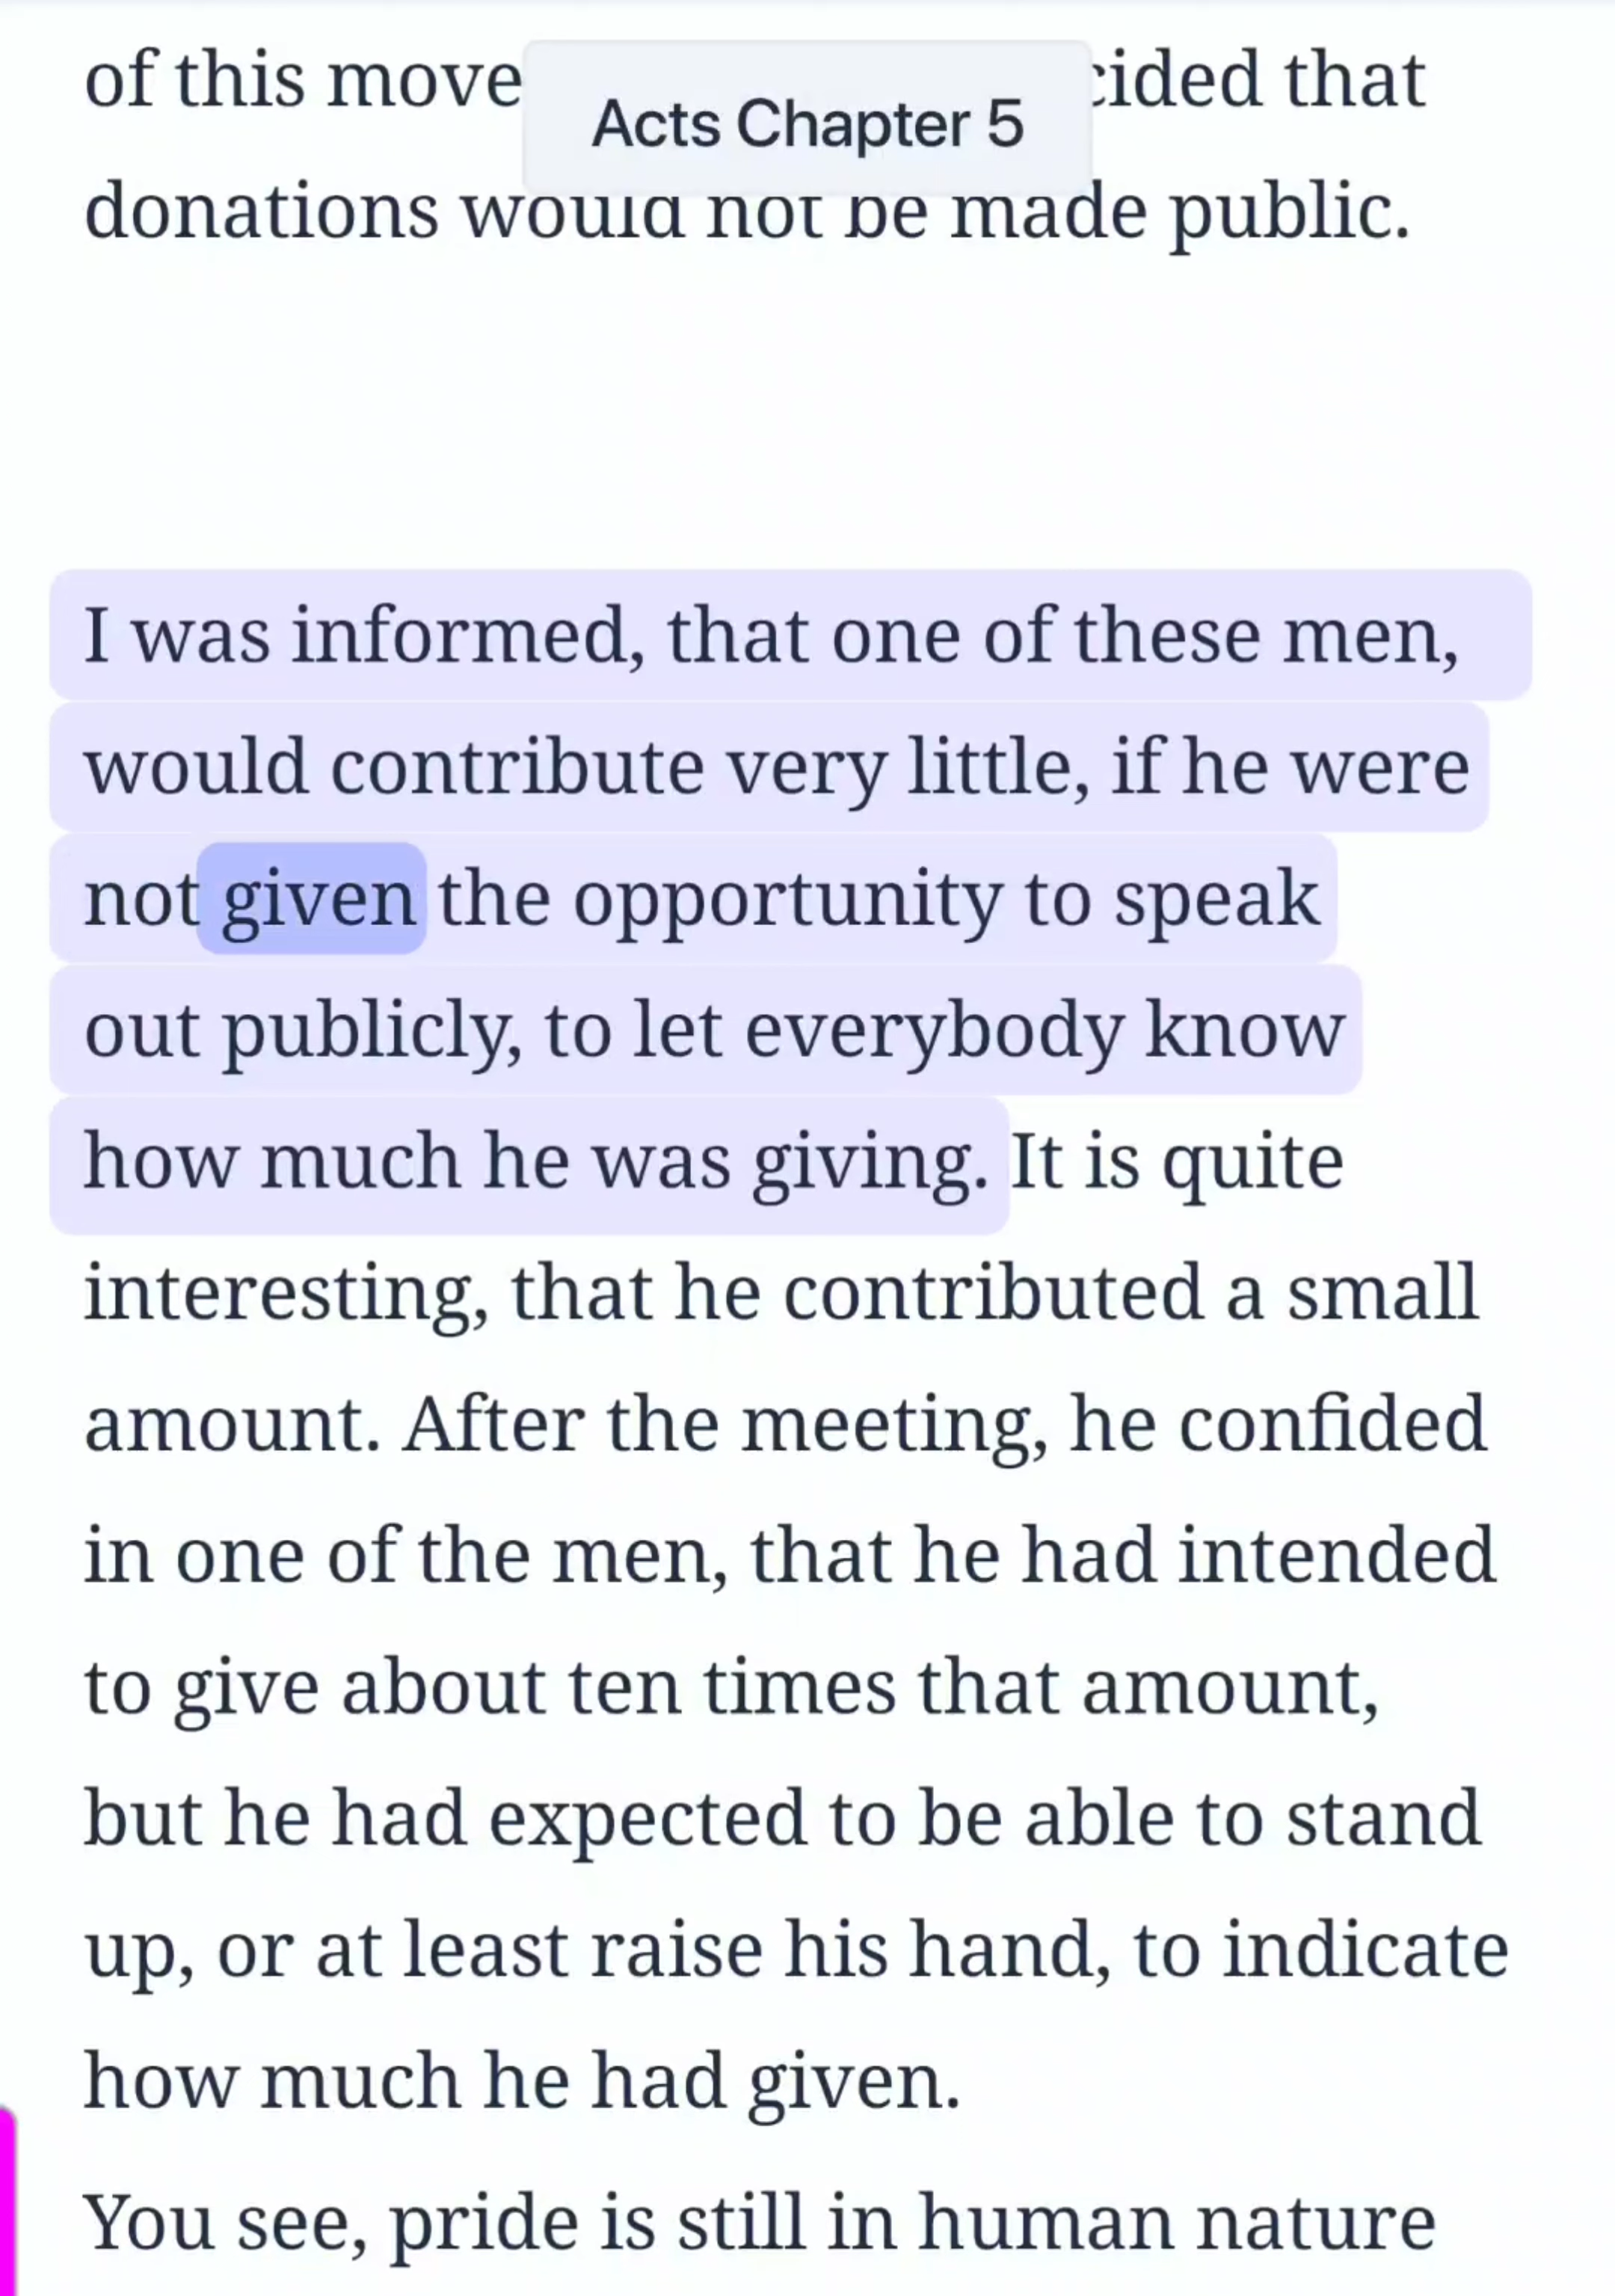 of this move
Acts Chapter 5
cided that
donations would not be made public.
I was informed, that one of these men,
would contribute very little, if he were
not given the opportunity to speak
out publicly, to let everybody know
how much he was giving. It is quite
interesting, that he contributed a small
amount. After the meeting, he confided
in one of the men, that he had intended
to give about ten times that amount,
but he had expected to be able to stand
up, or at least raise his hand, to indicate
how much he had given.
You see, pride is still in human nature